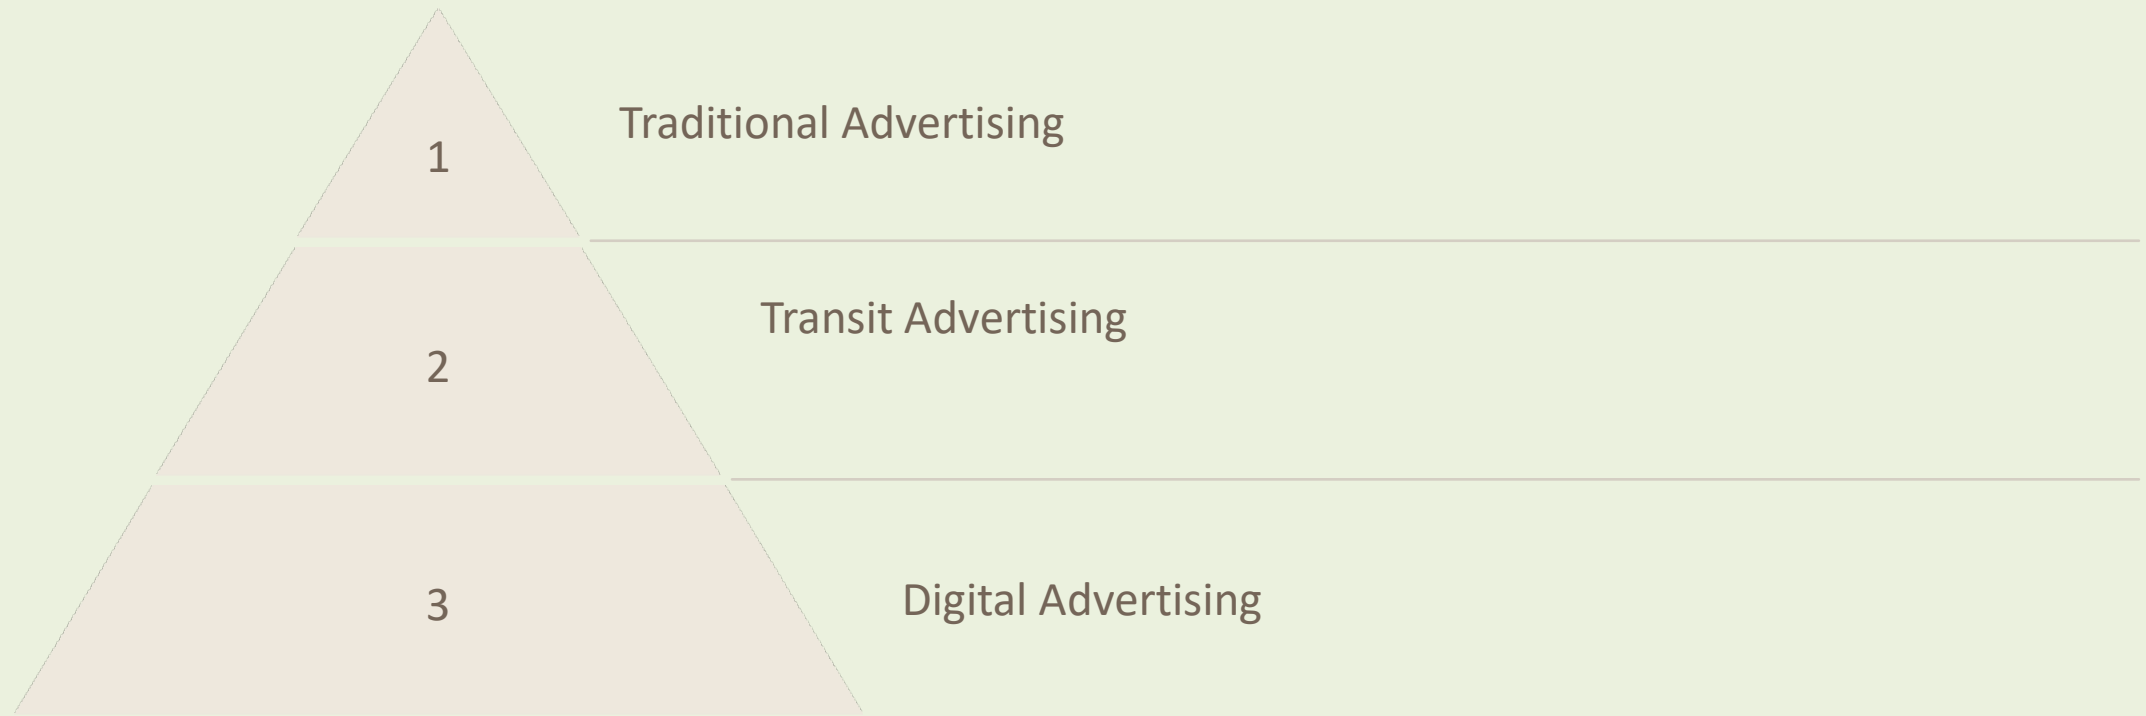 1
Traditional Advertising
2
Transit Advertising
3
Digital Advertising